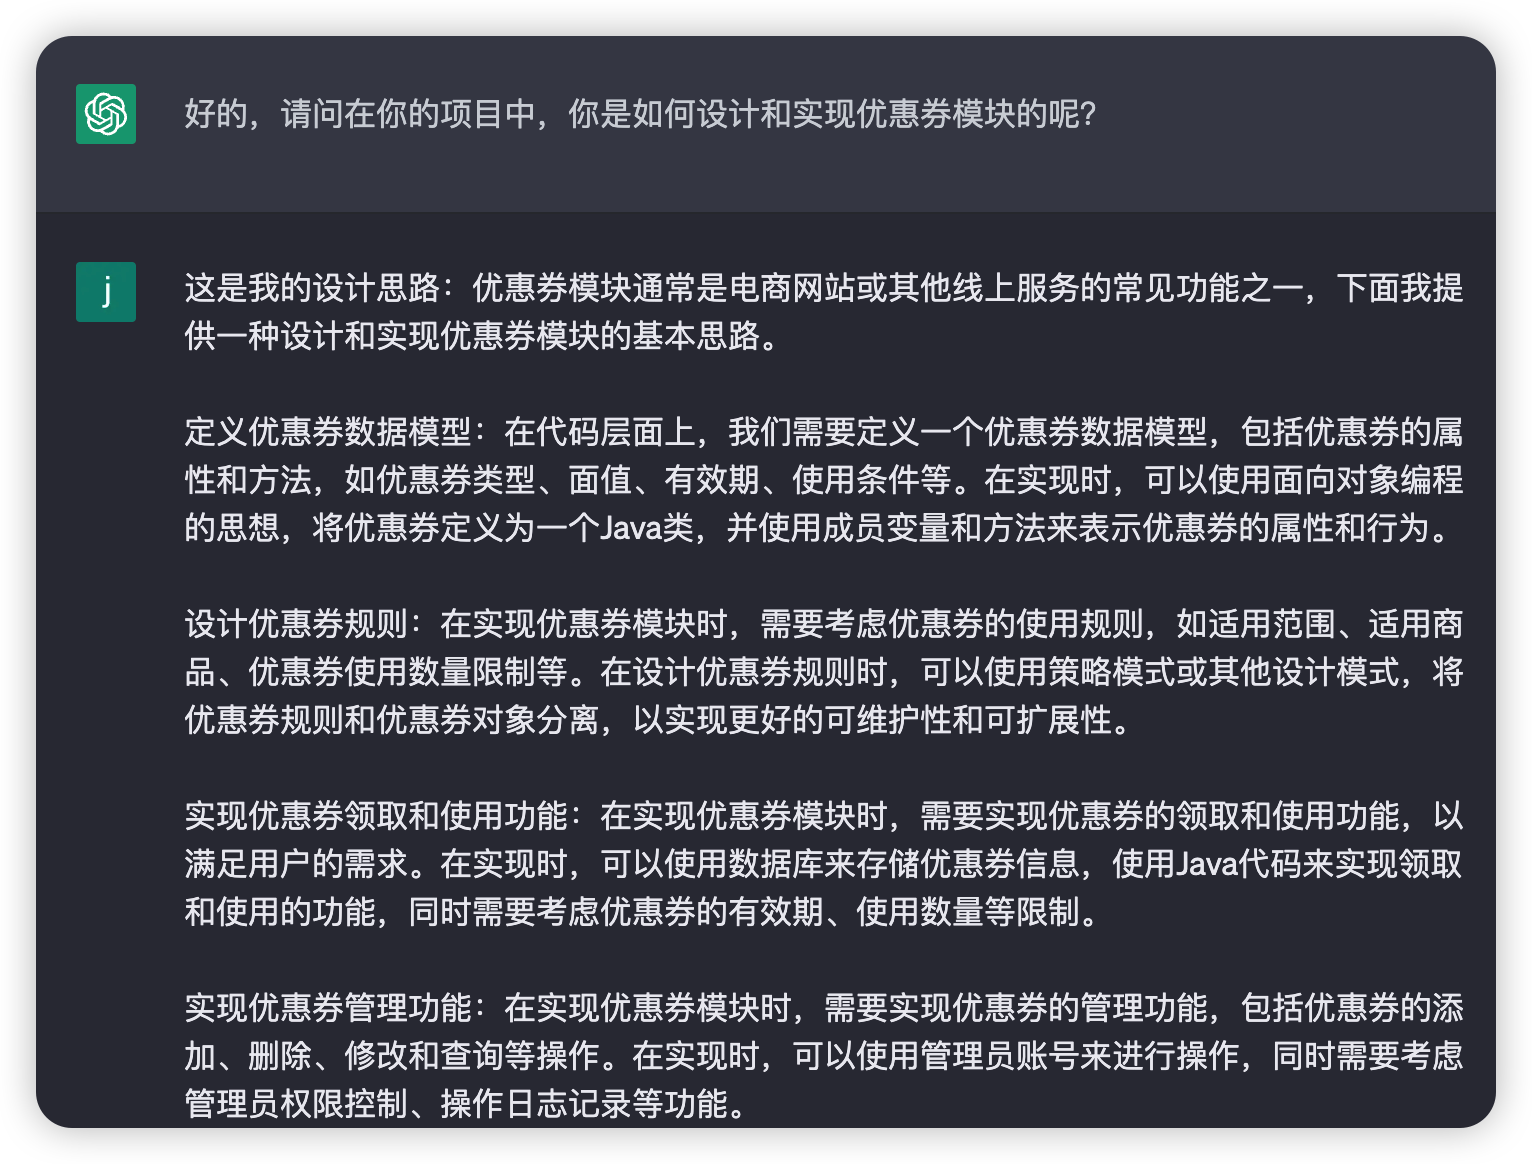 好的，请问在你的项目中，你是如何设计和实现优惠券模块的呢？
j
这是我的设计思路：优惠券模块通常是电商网站或其他线上服务的常见功能之一，下面我提
供一种设计和实现优惠券模块的基本思路。
定义优惠券数据模型：在代码层面上，我们需要定义一个优惠券数据模型，包括优惠券的属
性和方法，如优惠券类型、面值、有效期、使用条件等。在实现时，可以使用面向对象编程
的思想，将优惠券定义为一个Java类，并使用成员变量和方法来表示优惠券的属性和行为。
设计优惠券规则：在实现优惠券模块时，需要考虑优惠券的使用规则，如适用范围、适用商
品、优惠券使用数量限制等。在设计优惠券规则时，可以使用策略模式或其他设计模式，将
优惠券规则和优惠券对象分离，以实现更好的可维护性和可扩展性。
实现优惠券领取和使用功能：在实现优惠券模块时，需要实现优惠券的领取和使用功能，以
满足用户的需求。在实现时，可以使用数据库来存储优惠券信息，使用Java代码来实现领取
和使用的功能，同时需要考虑优惠券的有效期、使用数量等限制。
实现优惠券管理功能：在实现优惠券模块时，需要实现优惠券的管理功能，包括优惠券的添
加、删除、修改和查询等操作。在实现时，可以使用管理员账号来进行操作，同时需要考虑
管理员权限控制、操作日志记录等功能。